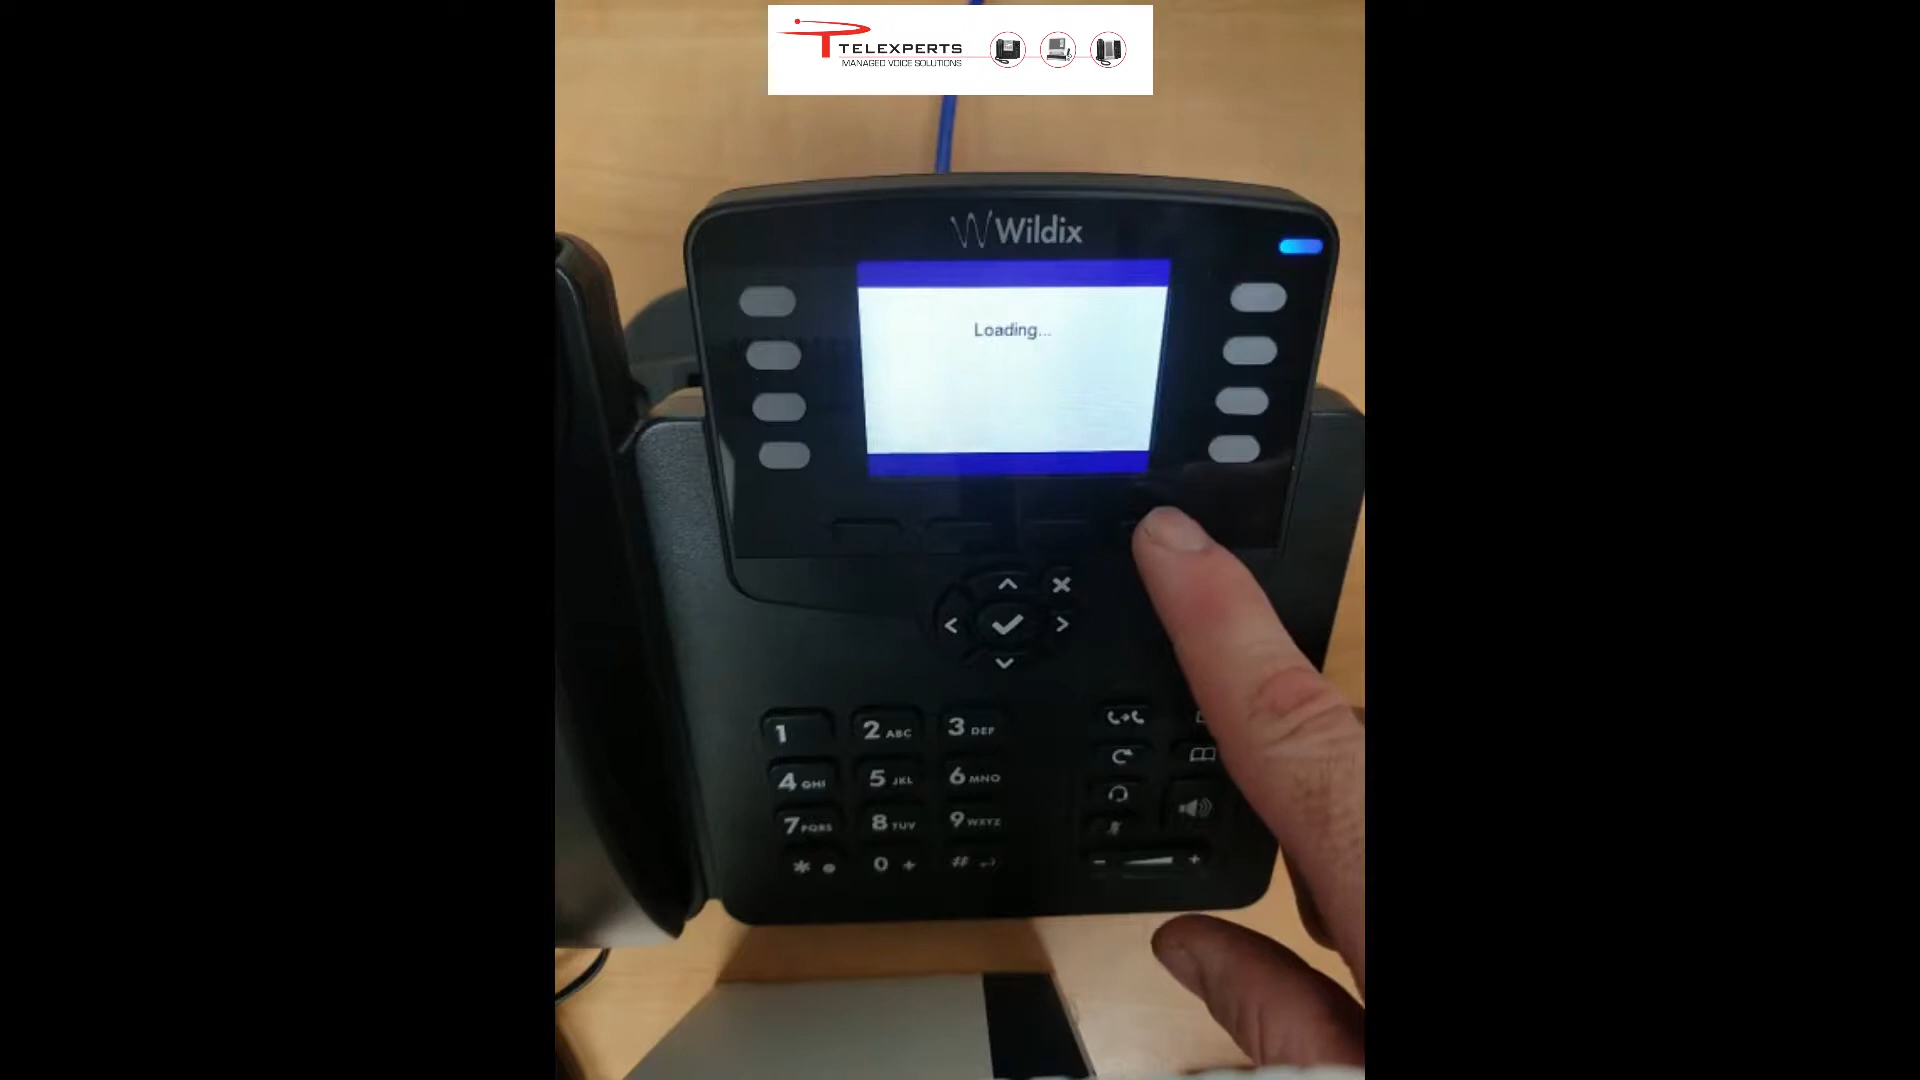 TELEXPERTS
MANAGED VOICE SOLUTIONS
Wildix
Loading...
1
2 ABC
3 DEF
4 GHI
5 JKL
6 MNO
7 PQRS
8 TUV
9 WXYZ
*
0 +
#
- +